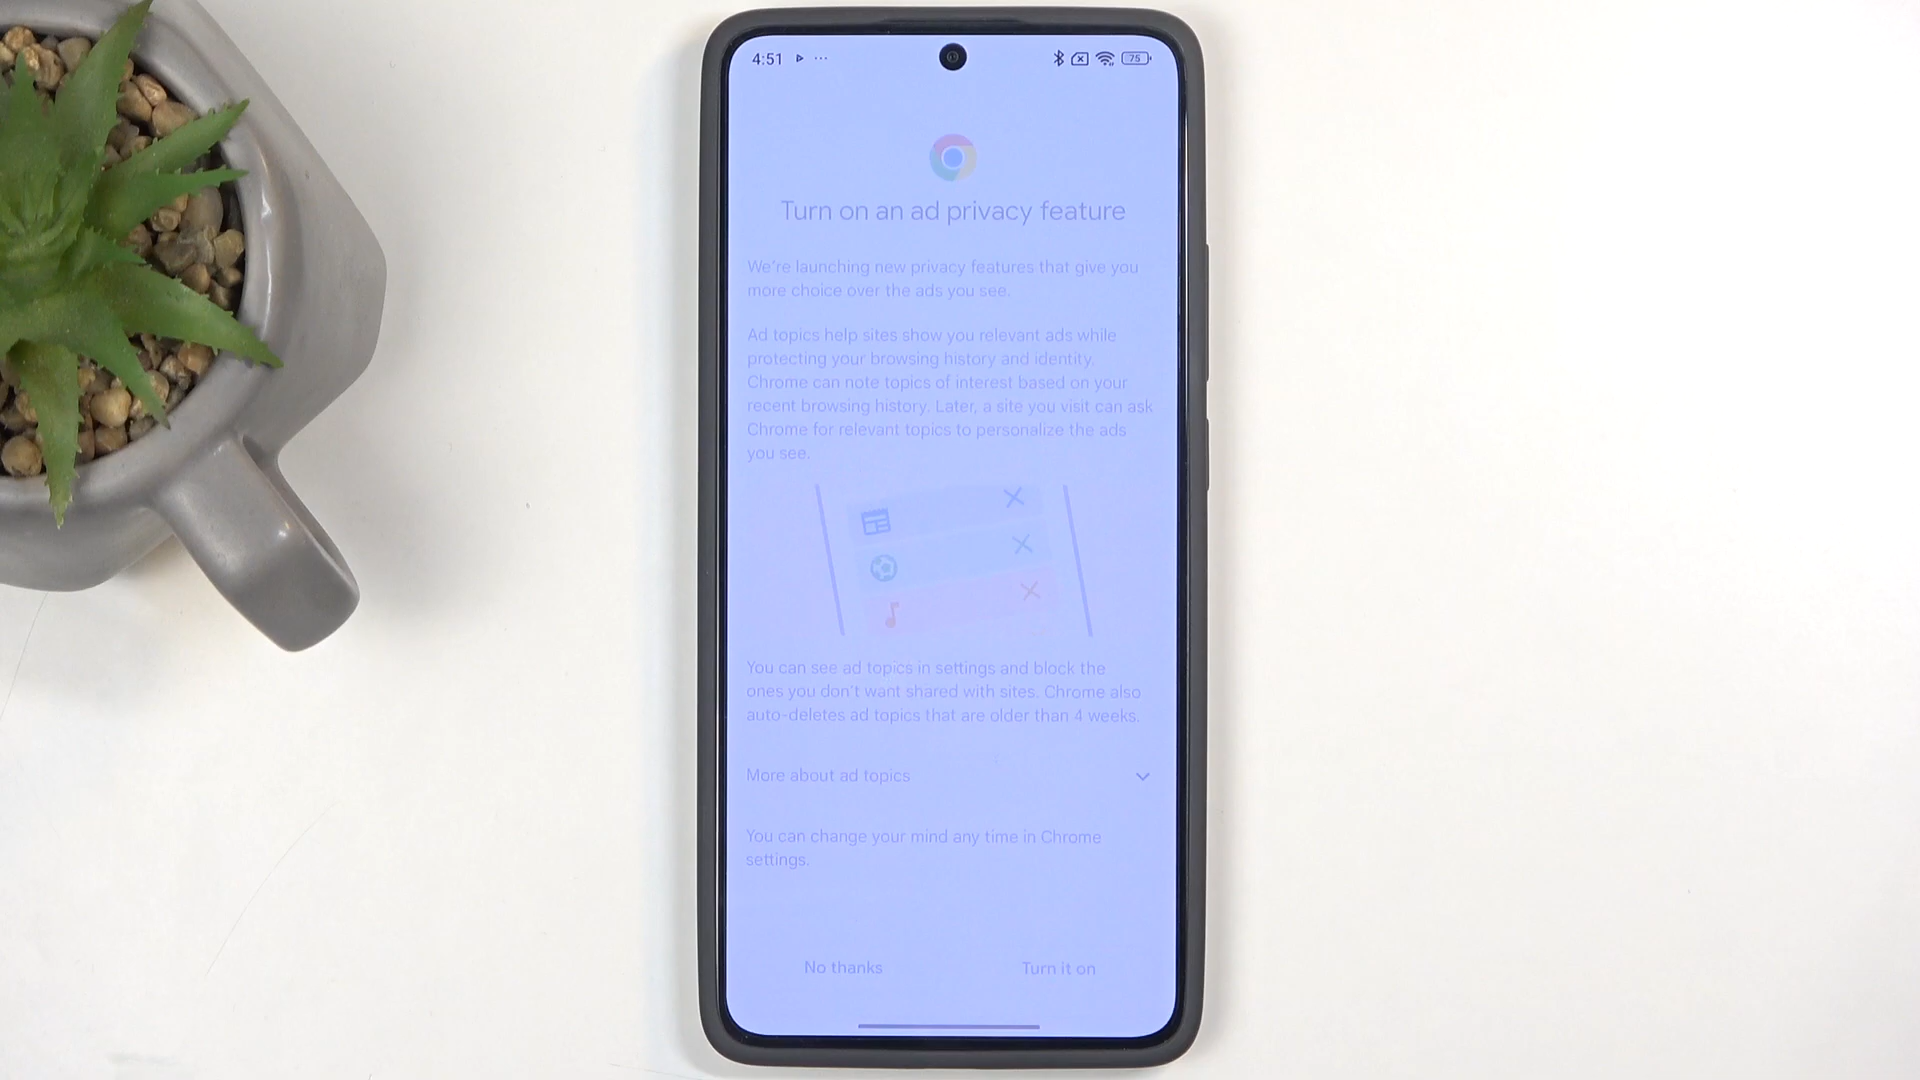 4:51
75
Turn on an ad privacy feature
We're launching new privacy features that give you
more choice over the ads you see.
Ad topics help sites show you relevant ads while
protecting your browsing history and identity.
Chrome can note topics of interest based on your
recent browsing history. Later, a site you visit can ask
Chrome for relevant topics to personalize the ads
you see.
You can see ad topics in settings and block the
ones you don't want shared with sites. Chrome also
auto-deletes ad topics that are older than 4 weeks.
More about ad topics
You can change your mind any time in Chrome
settings.
No thanks
Turn it on